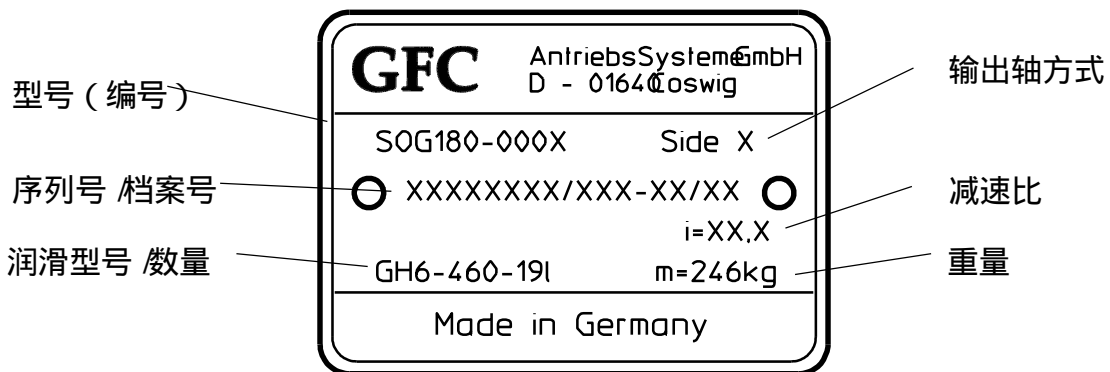 GFC
AntriebsSystemeGmbH
D - 01640 Coswig
型号（编号）
输出轴方式
SOG180-000X
Side X
序列号/档案号
XXXXXXXX/XXX-XX/XX
减速比
i=XX,X
润滑型号/数量
GH6-460-19l
m=246kg
重量
Made in Germany